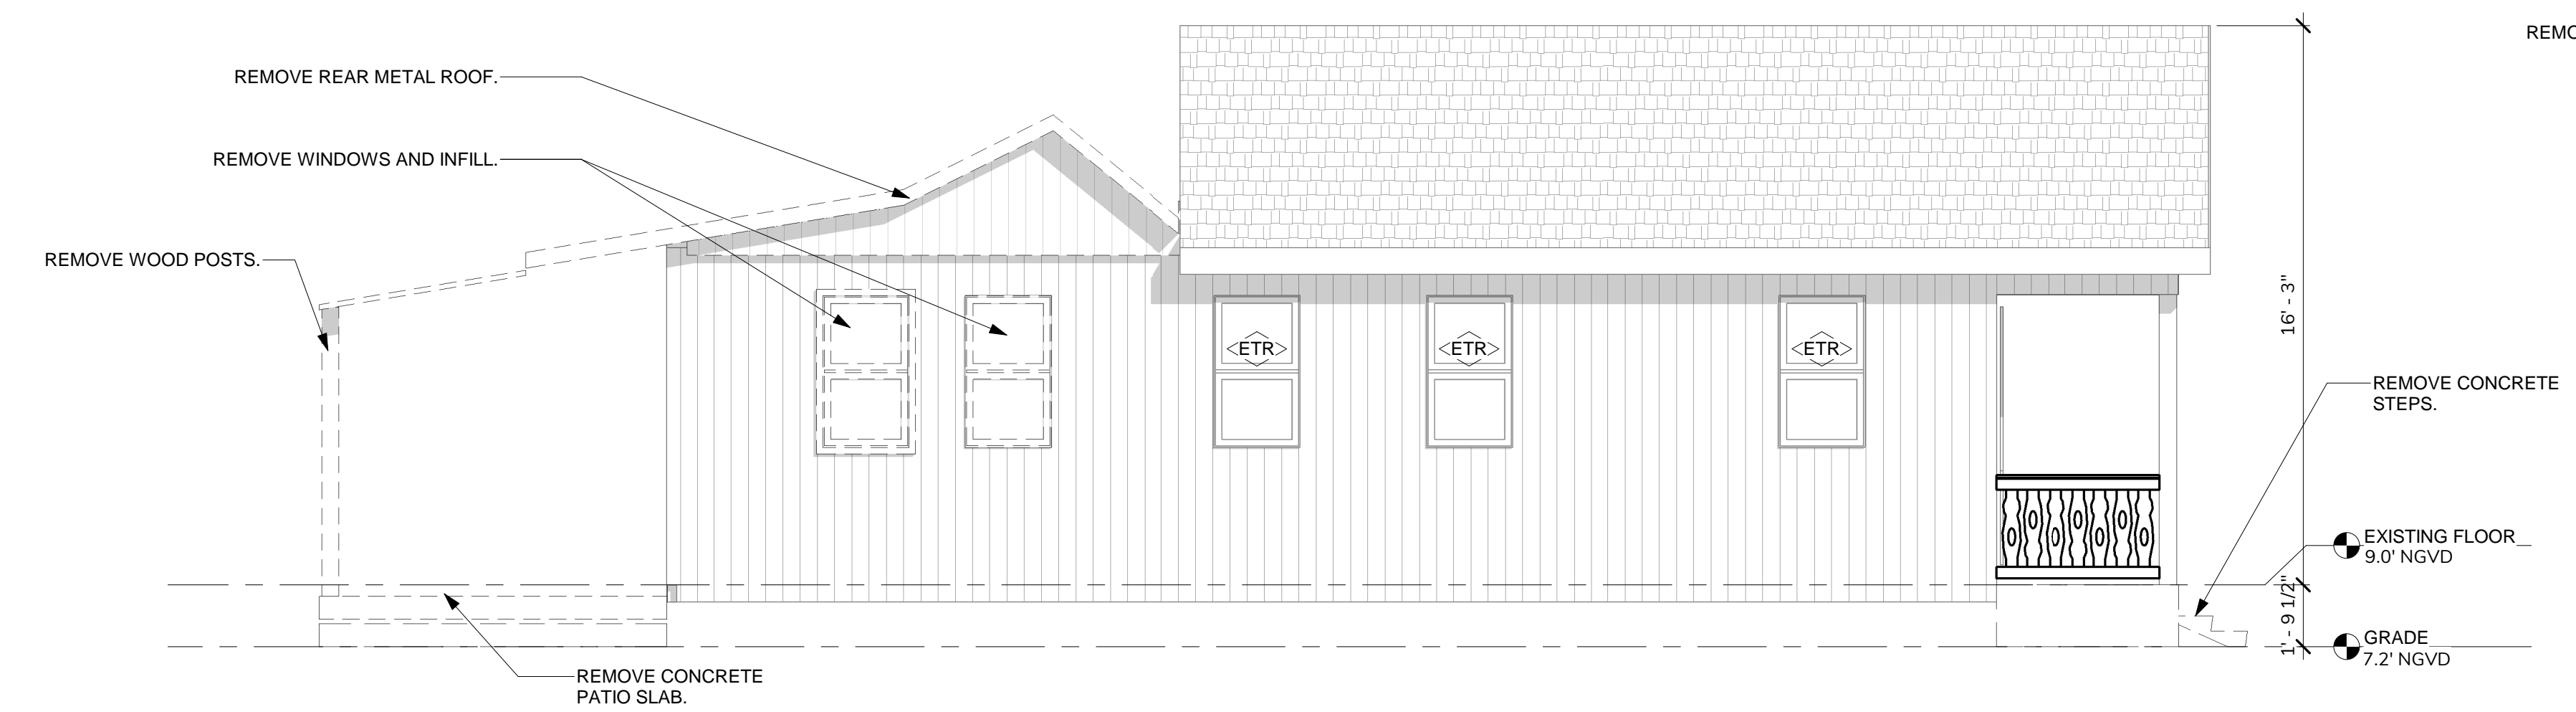 REMO
REMOVE REAR METAL ROOF.
REMOVE WINDOWS AND INFILL.
REMOVE WOOD POSTS.
16' - 3"
<ETR>
<ETR>
<ETR>
REMOVE CONCRETE
STEPS.
EXISTING FLOOR
9.0' NGVD
1' - 9 1/2"
GRADE
7.2' NGVD
REMOVE CONCRETE
PATIO SLAB.